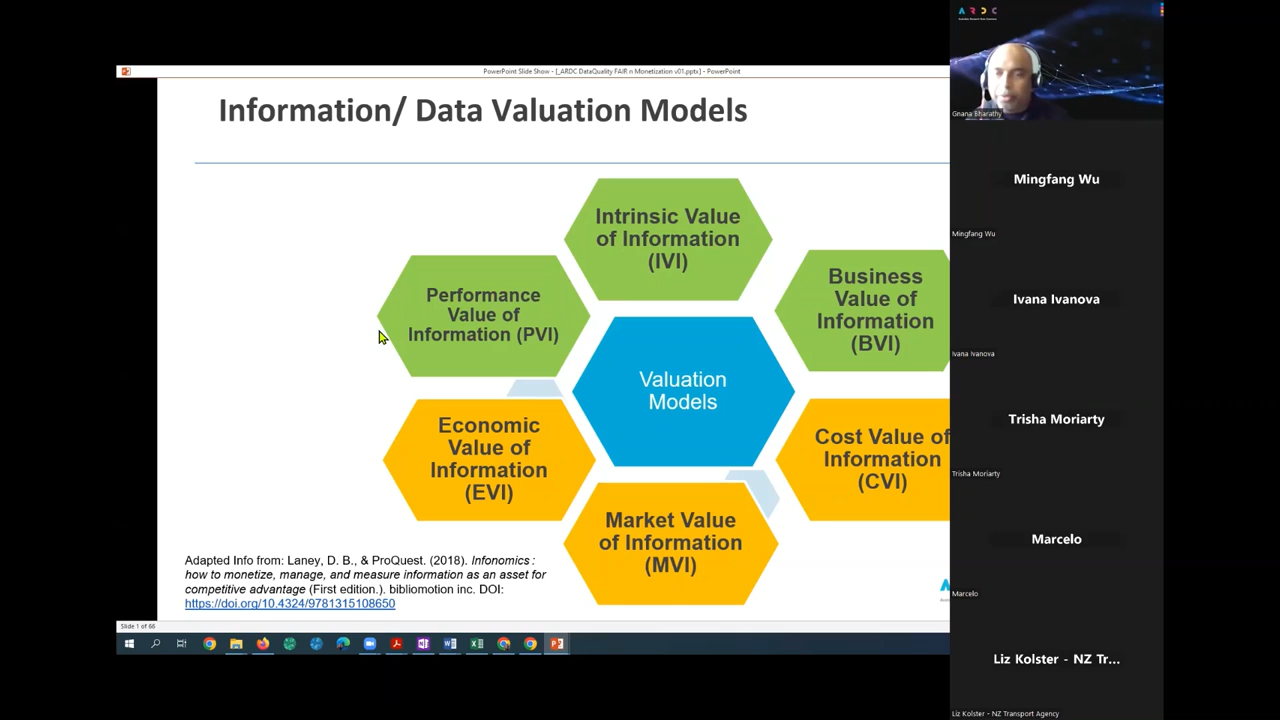 PowerPoint Slide Show - [_ARDC DataQuality FAIR n Monetization v01.pptx] - PowerPoint
Information/ Data Valuation Models
Intrinsic Value
of Information
(IVI)
Performance
Value of
Information (PVI)
Business
Value of
Information
(BVI)
Valuation
Models
Economic
Value of
Information
(EVI)
Cost Value of
Information
(CVI)
Market Value
of Information
(MVI)
Adapted Info from: Laney, D. B., & ProQuest. (2018). Infonomics :
how to monetize, manage, and measure information as an asset for
competitive advantage (First edition.). bibliomotion inc. DOI:
https://doi.org/10.4324/9781315108650
Slide 1 of 66
ARDC
Gnana Bharathy
Mingfang Wu
Mingfang Wu
Ivana Ivanova
Ivana Ivanova
Trisha Moriarty
Trisha Moriarty
Marcelo
Marcelo
Liz Kolster - NZ Tr...
Liz Kolster - NZ Transport Agency